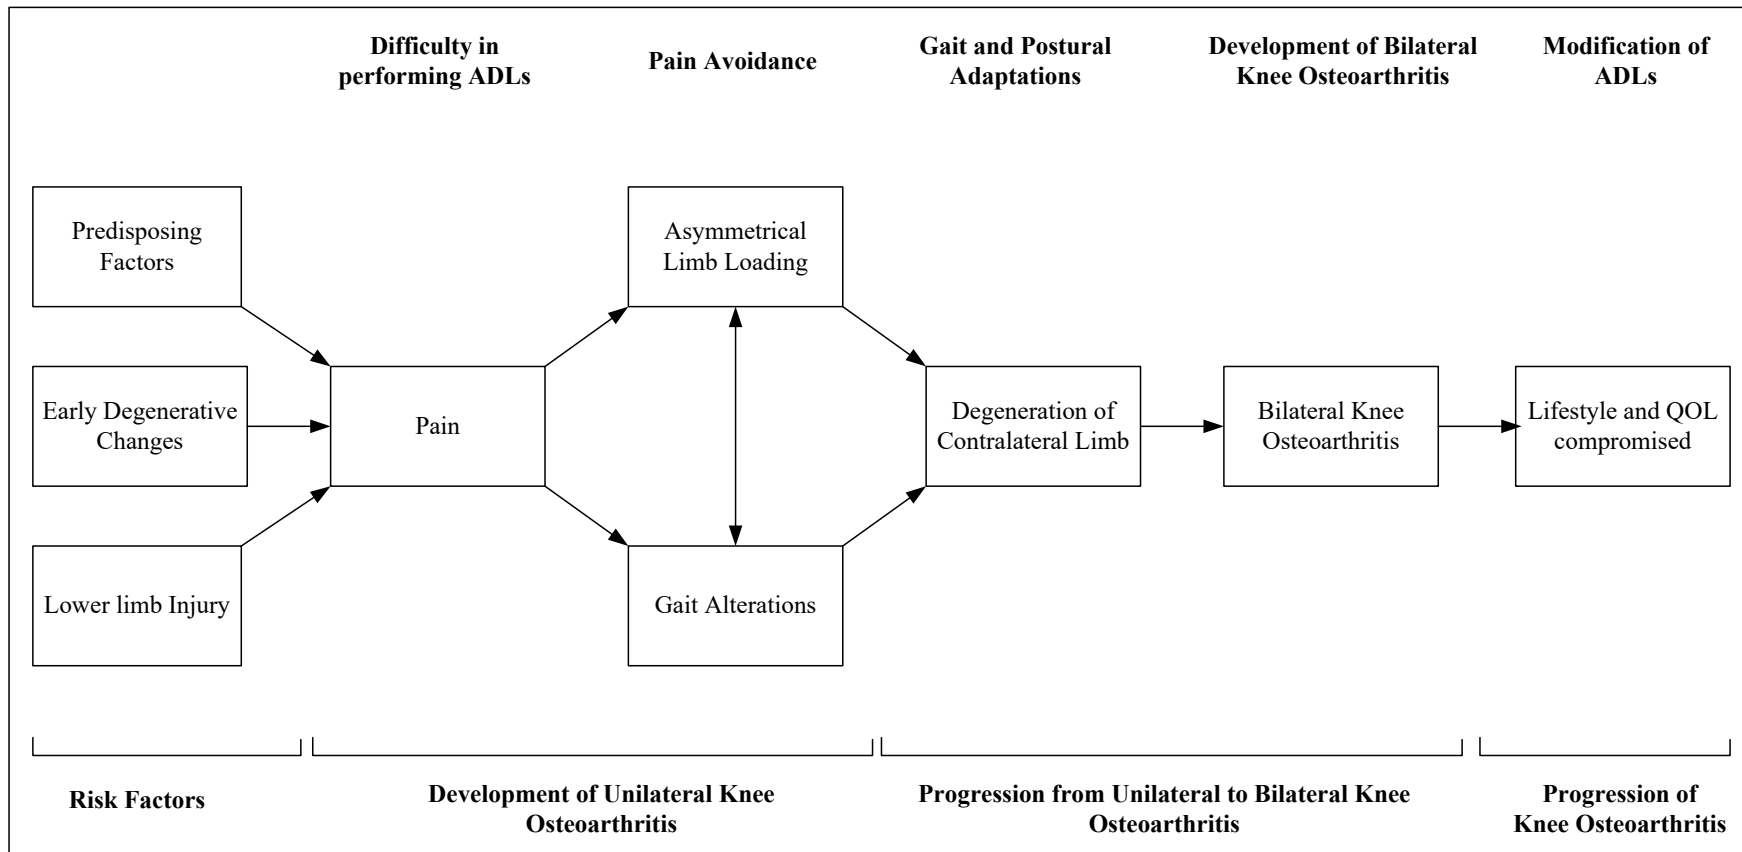 Difficulty in
performing ADLs
Pain Avoidance
Gait and Postural
Adaptations
Development of Bilateral
Knee Osteoarthritis
Modification of
ADLs
Predisposing
Factors
Early Degenerative
Changes
Lower limb Injury
Pain
Asymmetrical
Limb Loading
Gait Alterations
Degeneration of
Contralateral Limb
Bilateral Knee
Osteoarthritis
Lifestyle and QOL
compromised
Risk Factors
Development of Unilateral Knee
Osteoarthritis
Progression from Unilateral to Bilateral Knee
Osteoarthritis
Progression of
Knee Osteoarthritis